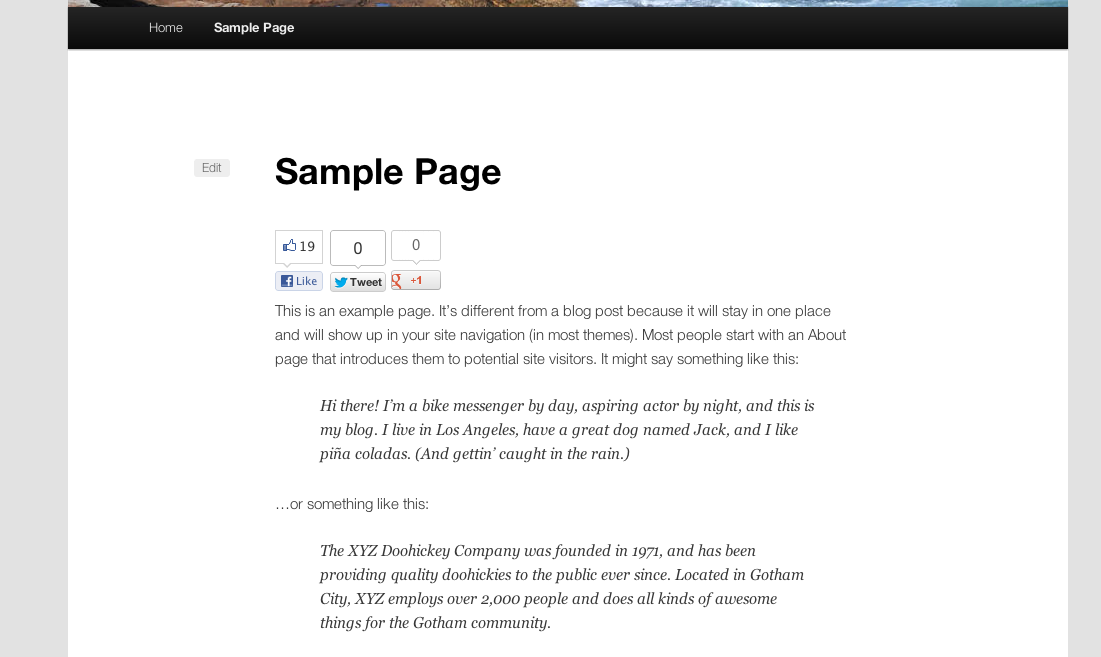 Home Sample Page
Edit
Sample Page
19 0 0
Like Tweet +1
This is an example page. It’s different from a blog post because it will stay in one place
and will show up in your site navigation (in most themes). Most people start with an About
page that introduces them to potential site visitors. It might say something like this:
Hi there! I’m a bike messenger by day, aspiring actor by night, and this is
my blog. I live in Los Angeles, have a great dog named Jack, and I like
piña coladas. (And gettin’ caught in the rain.)
…or something like this:
The XYZ Doohickey Company was founded in 1971, and has been
providing quality doohickies to the public ever since. Located in Gotham
City, XYZ employs over 2,000 people and does all kinds of awesome
things for the Gotham community.